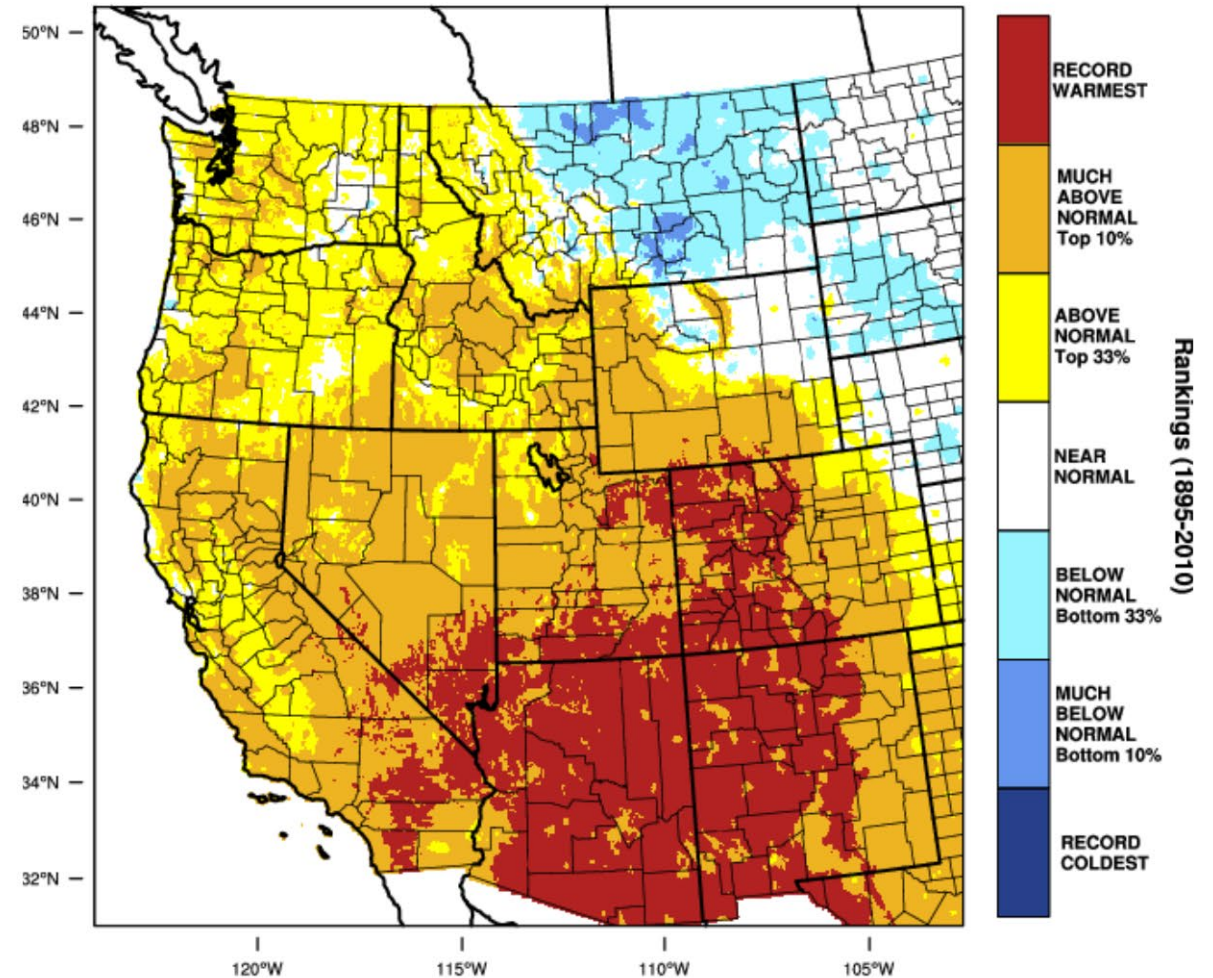 50°N
48°N
46°N
44°N
42°N
40°N
38°N
36°N
34°N
32°N
120°W
115°W
110°W
105°W
RECORD
WARMEST
MUCH
ABOVE
NORMAL
Top 10%
ABOVE
NORMAL
Top 33%
NEAR
NORMAL
BELOW
NORMAL
Bottom 33%
MUCH
BELOW
NORMAL
Bottom 10%
RECORD
COLDEST
Rankings (1895-2010)